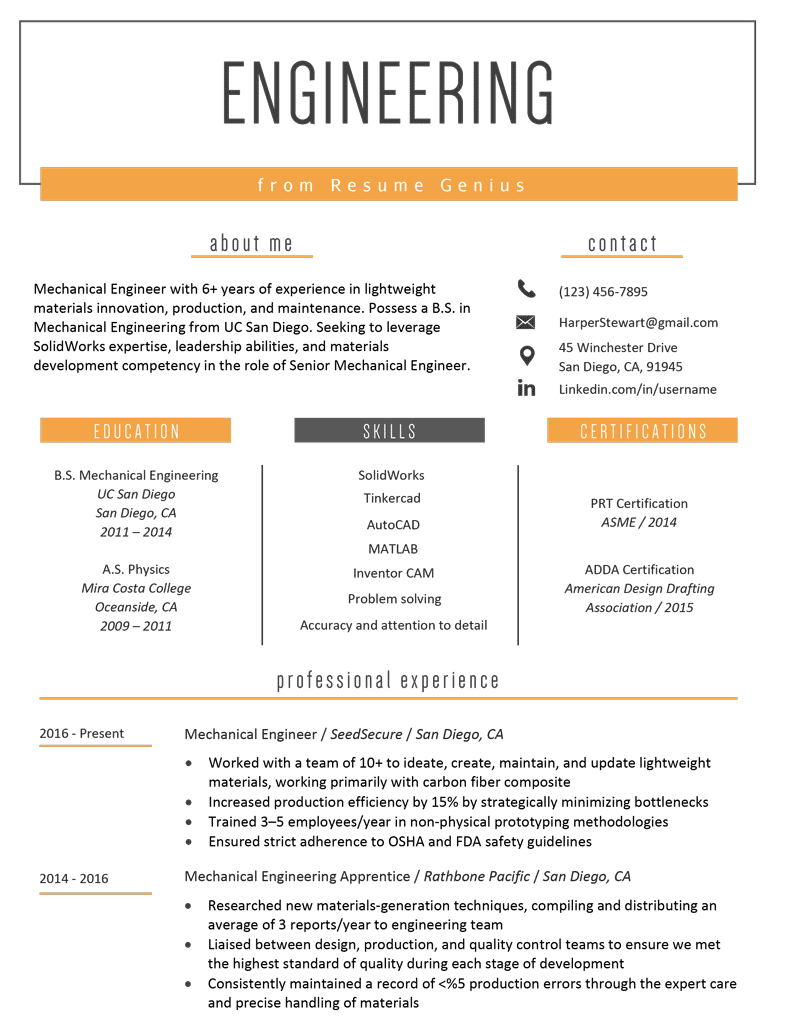 ENGINEERING
from Resume Genius
about me
Mechanical Engineer with 6+ years of experience in lightweight
materials innovation, production, and maintenance. Possess a B.S. in
Mechanical Engineering from UC San Diego. Seeking to leverage
SolidWorks expertise, leadership abilities, and materials
development competency in the role of Senior Mechanical Engineer.
contact
(123) 456-7895
HarperStewart@gmail.com
45 Winchester Drive
San Diego, CA, 91945
in
Linkedin.com/in/username
EDUCATION
B.S. Mechanical Engineering
UC San Diego
San Diego, CA
2011 – 2014
A.S. Physics
Mira Costa College
Oceanside, CA
2009 – 2011
SKILLS
SolidWorks
Tinkercad
AutoCAD
MATLAB
Inventor CAM
Problem solving
Accuracy and attention to detail
CERTIFICATIONS
PRT Certification
ASME / 2014
ADDA Certification
American Design Drafting
Association / 2015
professional experience
2016 - Present
Mechanical Engineer / SeedSecure / San Diego, CA
• Worked with a team of 10+ to ideate, create, maintain, and update lightweight
materials, working primarily with carbon fiber composite
• Increased production efficiency by 15% by strategically minimizing bottlenecks
• Trained 3–5 employees/year in non-physical prototyping methodologies
• Ensured strict adherence to OSHA and FDA safety guidelines
2014 - 2016
Mechanical Engineering Apprentice / Rathbone Pacific / San Diego, CA
• Researched new materials-generation techniques, compiling and distributing an
average of 3 reports/year to engineering team
• Liaised between design, production, and quality control teams to ensure we met
the highest standard of quality during each stage of development
• Consistently maintained a record of <%5 production errors through the expert care
and precise handling of materials